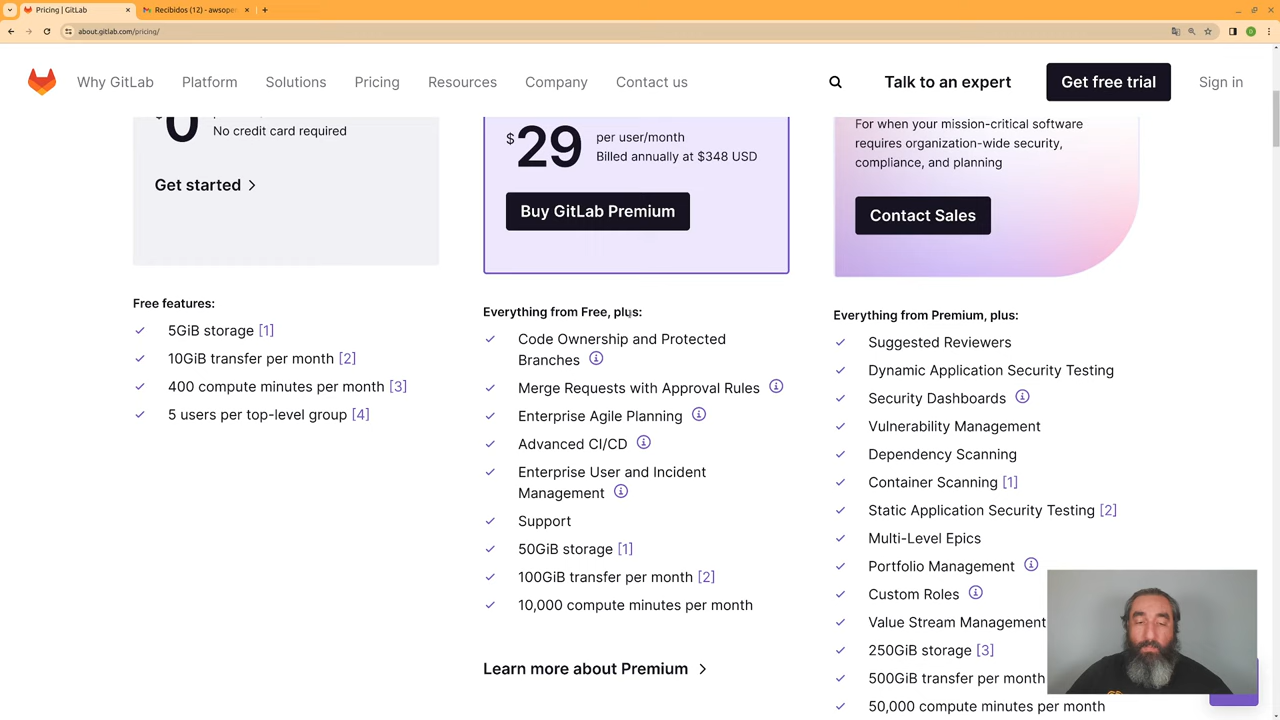 Pricing | GitLab
Recibidos (12) - awsope
about.gitlab.com/pricing/
Why GitLab
Platform
Solutions
Pricing
Resources
Company
Contact us
Talk to an expert
Get free trial
Sign in
$0
No credit card required
Get started
$29
per user/month
Billed annually at $348 USD
Buy GitLab Premium
For when your mission-critical software
requires organization-wide security,
compliance, and planning
Contact Sales
Free features:
5GiB storage [1]
10GiB transfer per month [2]
400 compute minutes per month [3]
5 users per top-level group [4]
Everything from Free, plus:
Code Ownership and Protected
Branches
Merge Requests with Approval Rules
Enterprise Agile Planning
Advanced CI/CD
Enterprise User and Incident
Management
Support
50GiB storage [1]
100GiB transfer per month [2]
10,000 compute minutes per month
Learn more about Premium
Everything from Premium, plus:
Suggested Reviewers
Dynamic Application Security Testing
Security Dashboards
Vulnerability Management
Dependency Scanning
Container Scanning [1]
Static Application Security Testing [2]
Multi-Level Epics
Portfolio Management
Custom Roles
Value Stream Management
250GiB storage [3]
500GiB transfer per month
50,000 compute minutes per month